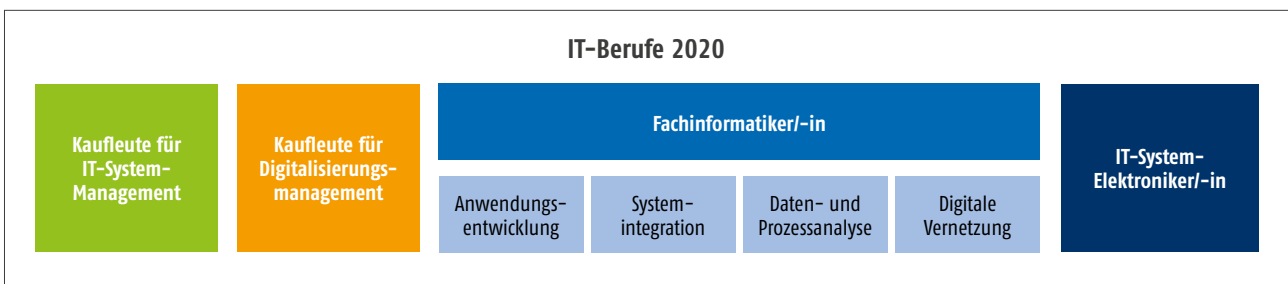 IT-Berufe 2020
Kaufleute für
IT-System-
Management
Kaufleute für
Digitalisierungs-
management
Fachinformatiker/-in
Anwendungs-
entwicklung
System-
integration
Daten- und
Prozessanalyse
Digitale
Vernetzung
IT-System-
Elektroniker/-in